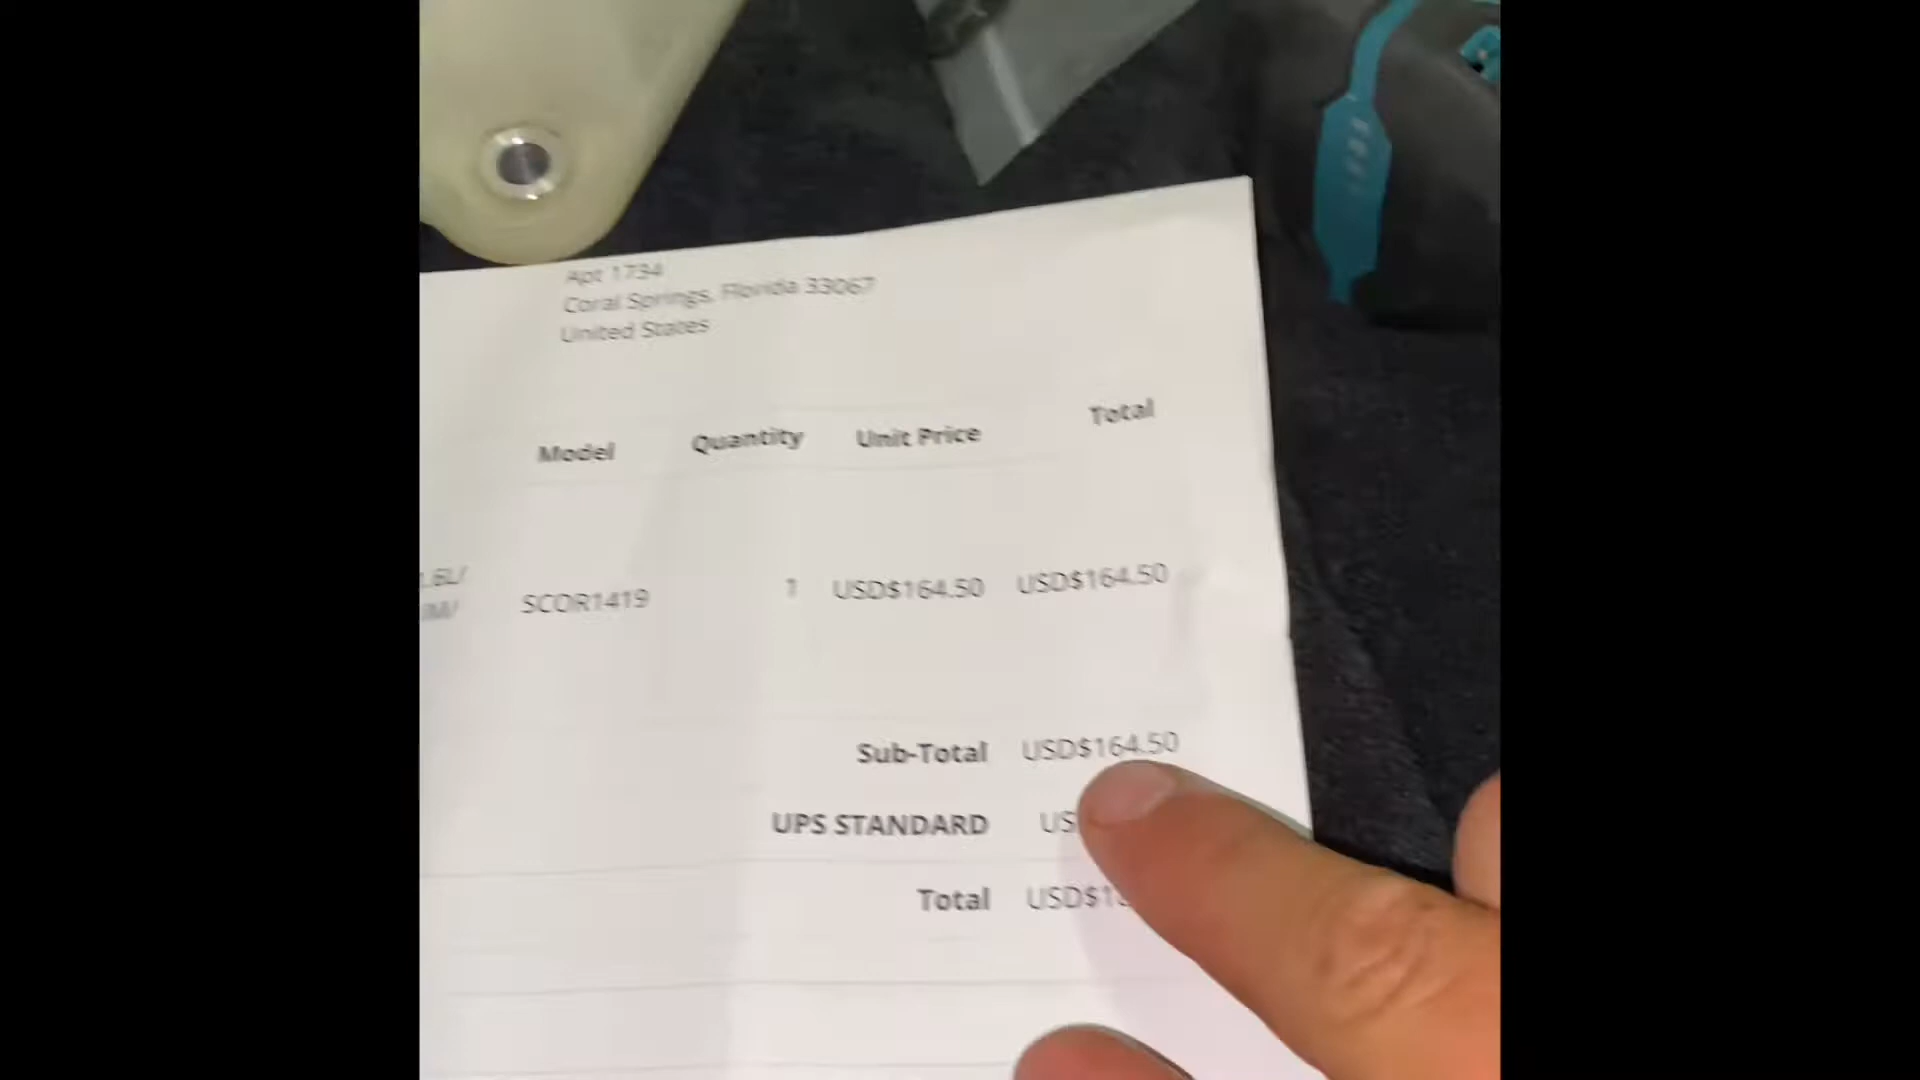 Apt 1734
Coral Springs, Florida 33067
United States
Model Quantity Unit Price Total
SCOR1419 1 USD$164.50 USD$164.50
Sub-Total USD$164.50
UPS STANDARD
Total